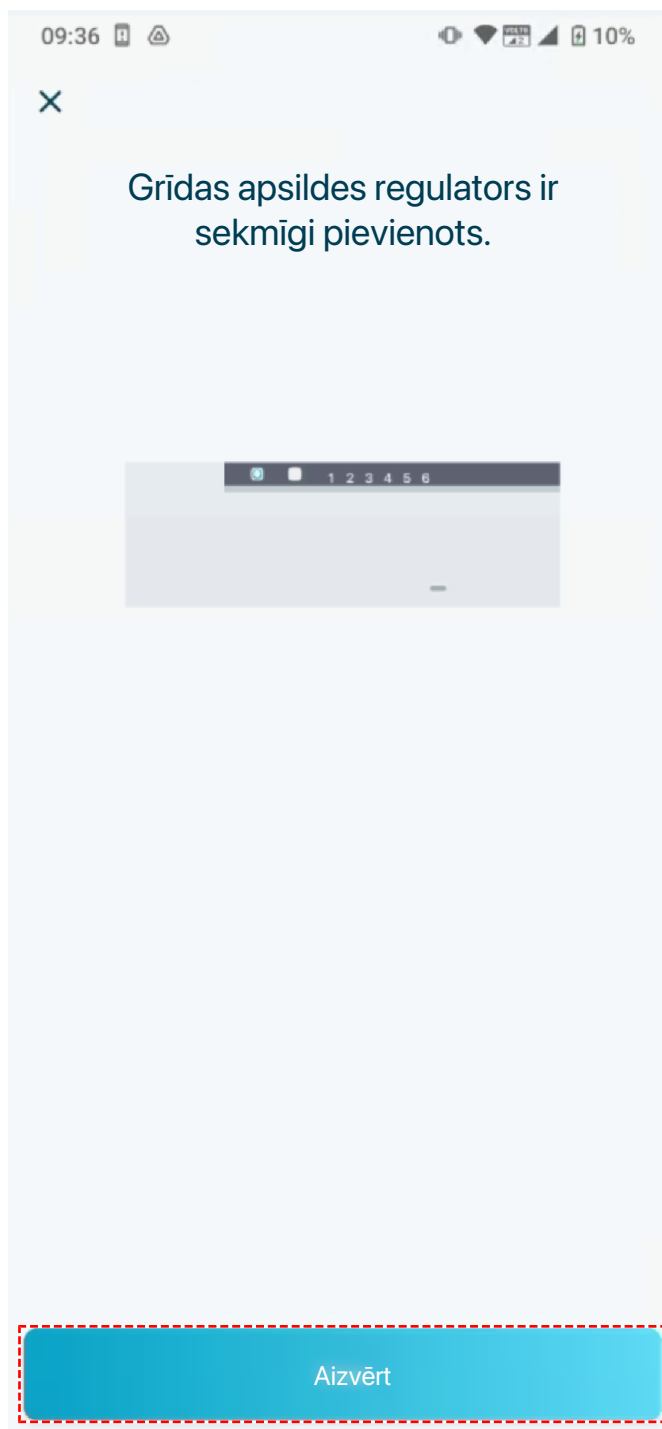 09:36 10%
Grīdas apsildes regulators ir
sekmīgi pievienots.
1 2 3 4 5 6
Aizvērt